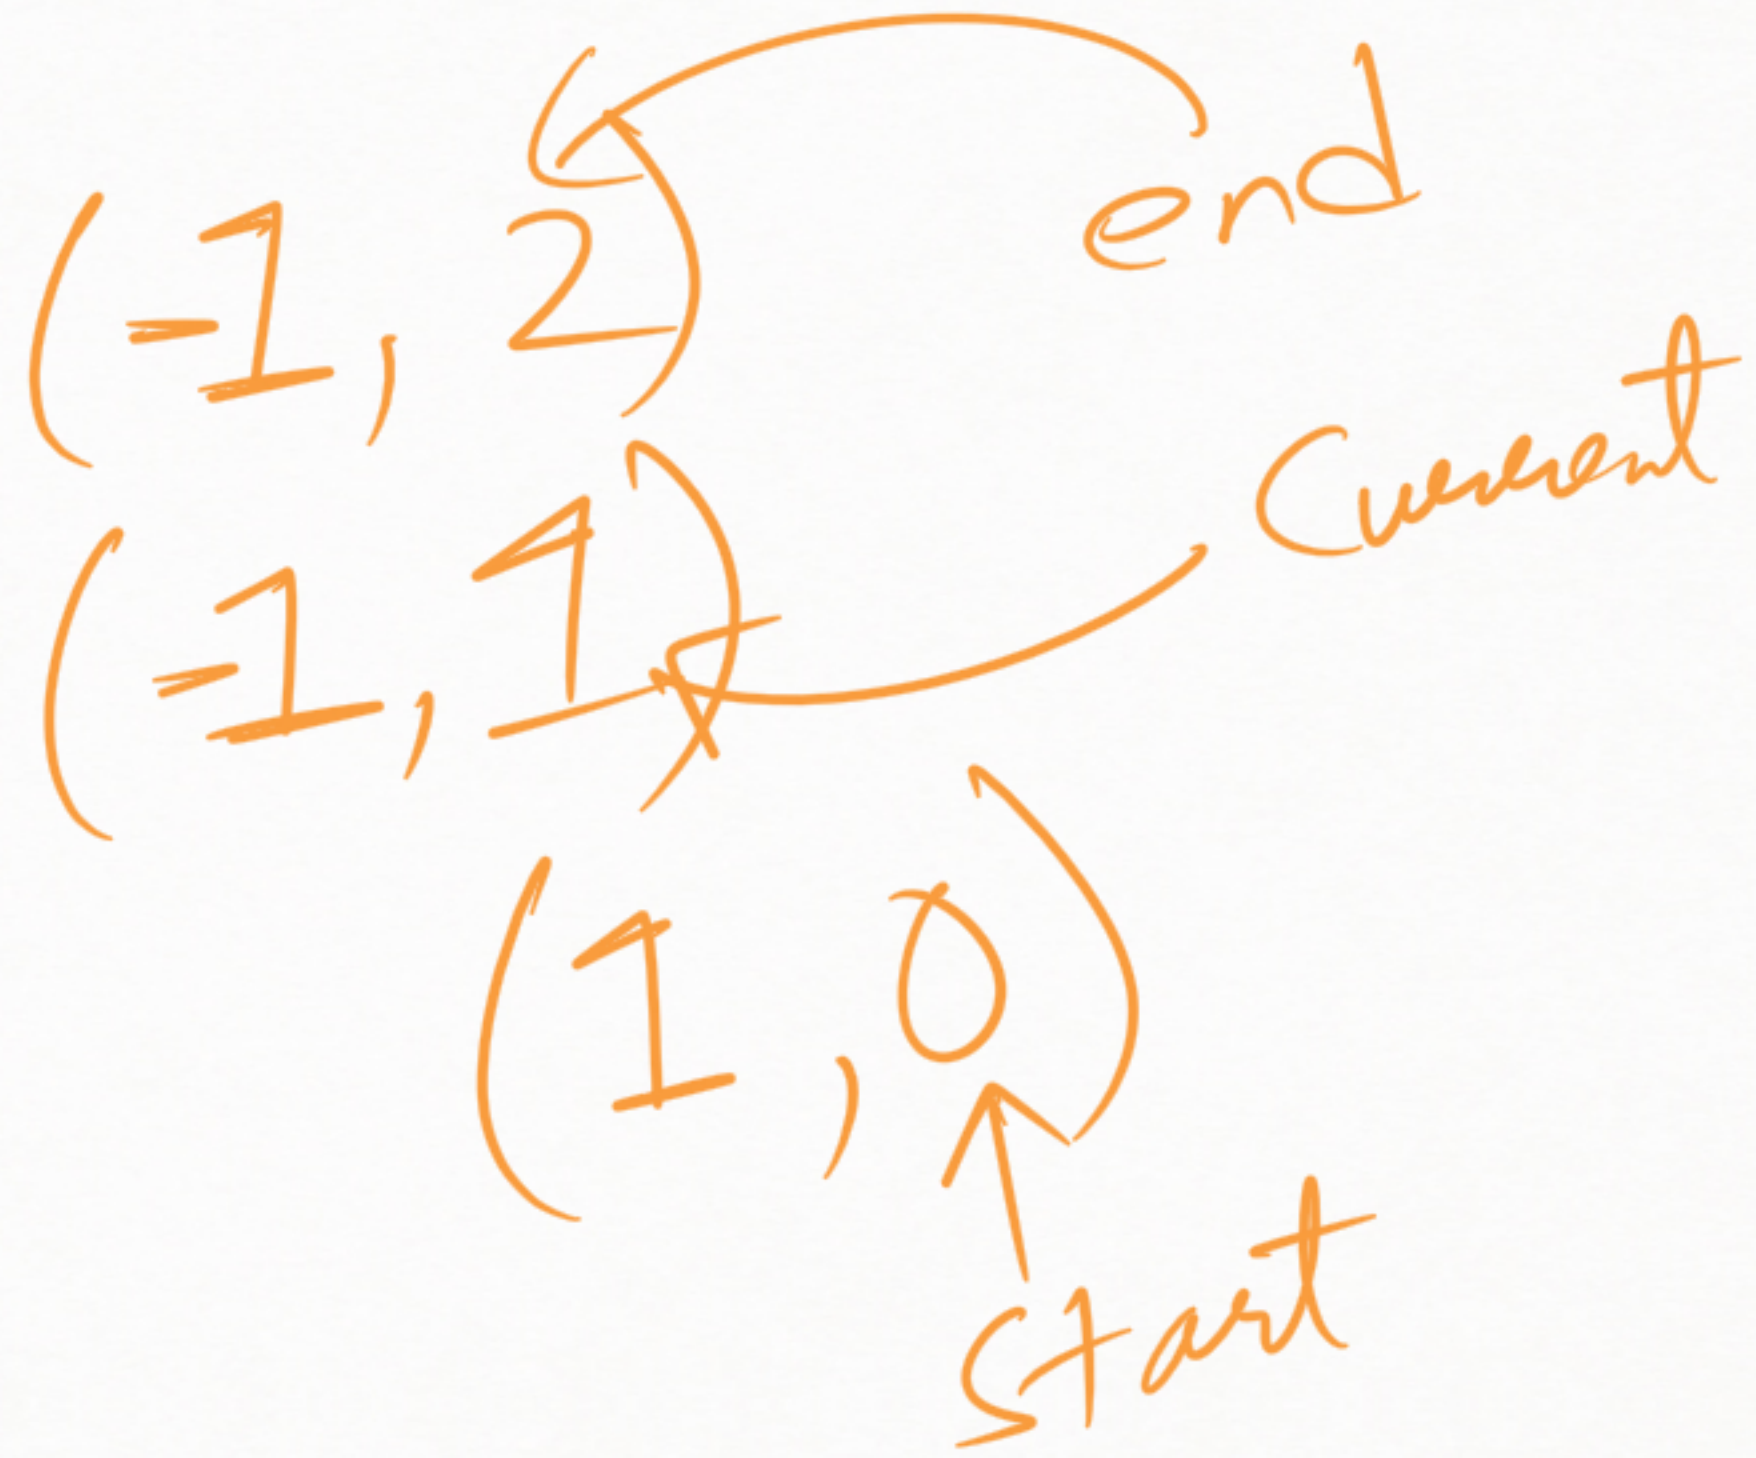 (-1, 2) end
(-1, 1) Current
(1, 0)
start